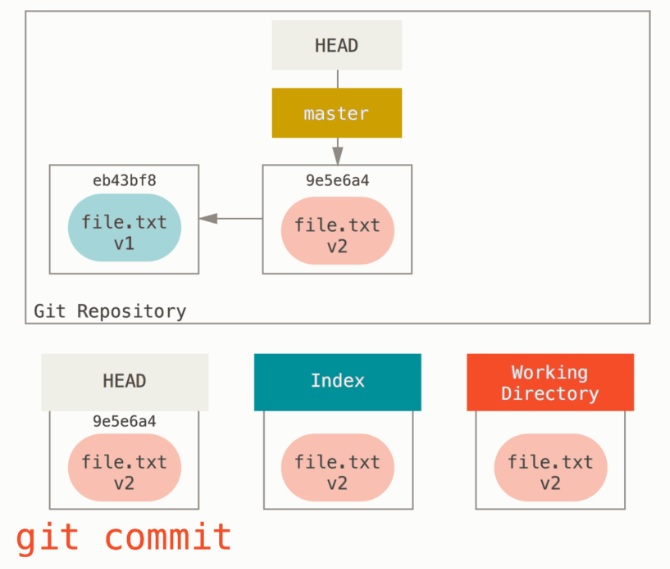 HEAD
master
eb43bf8
file.txt
v1
9e5e6a4
file.txt
v2
Git Repository
HEAD
9e5e6a4
file.txt
v2
Index
file.txt
v2
Working
Directory
file.txt
v2
git commit